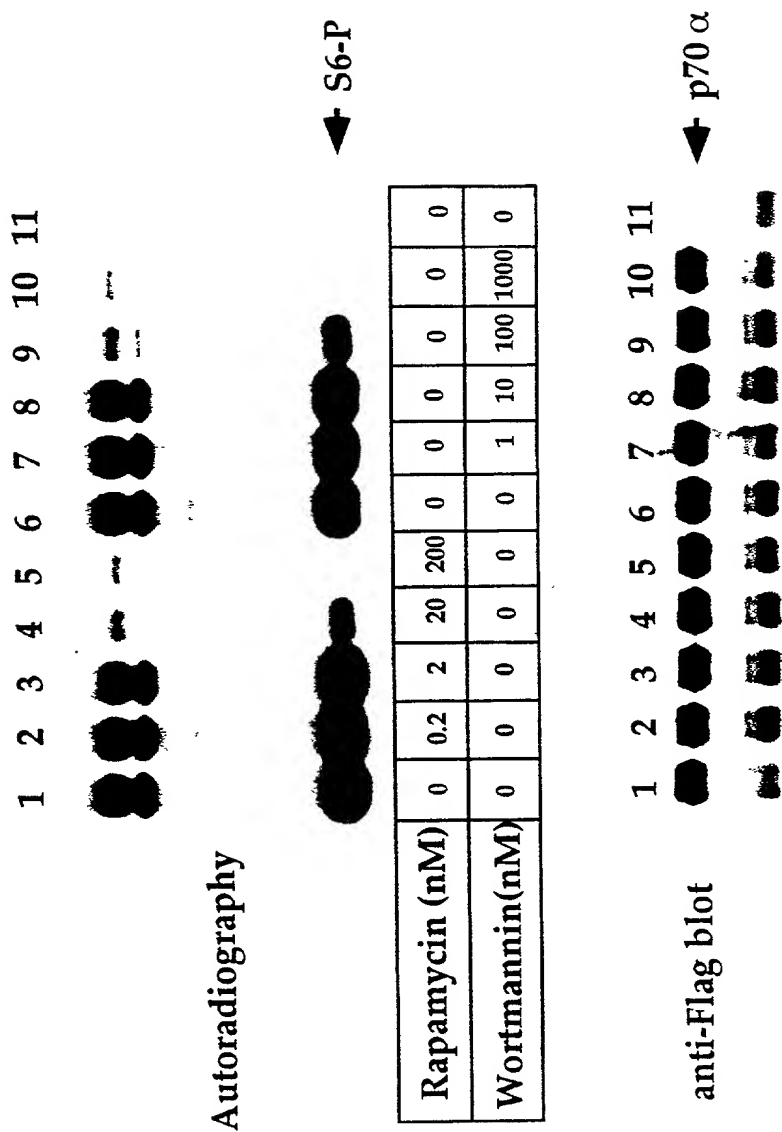 1 2 3 4 5 6 7 8 9 10 11
Autoradiography
S6-P
Rapamycin (nM) 0 0.2 2 20 200 0 0 0 0 0 0
Wortmannin(nM) 0 0 0 0 0 0 1 10 100 1000 0
1 2 3 4 5 6 7 8 9 10 11
anti-Flag blot
p70 α